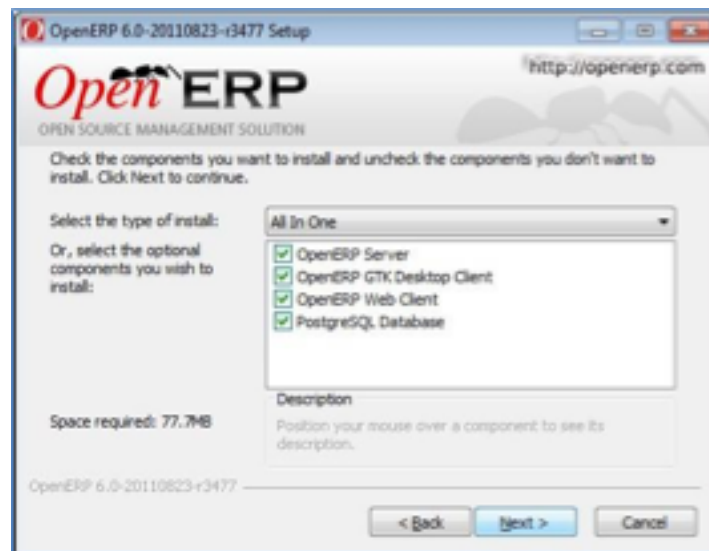 OpenERP 6.0-20110823-r3477 Setup
http://openerp.com
Open ERP
OPEN SOURCE MANAGEMENT SOLUTION
Check the components you want to install and uncheck the components you don't want to
install. Click Next to continue.
Select the type of install:
All In One
Or, select the optional
components you wish to
install:
OpenERP Server
OpenERP GTK Desktop Client
OpenERP Web Client
PostgreSQL Database
Space required: 77.7MB
Description
Position your mouse over a component to see its
description.
OpenERP 6.0-20110823-r3477
< Back
Next >
Cancel